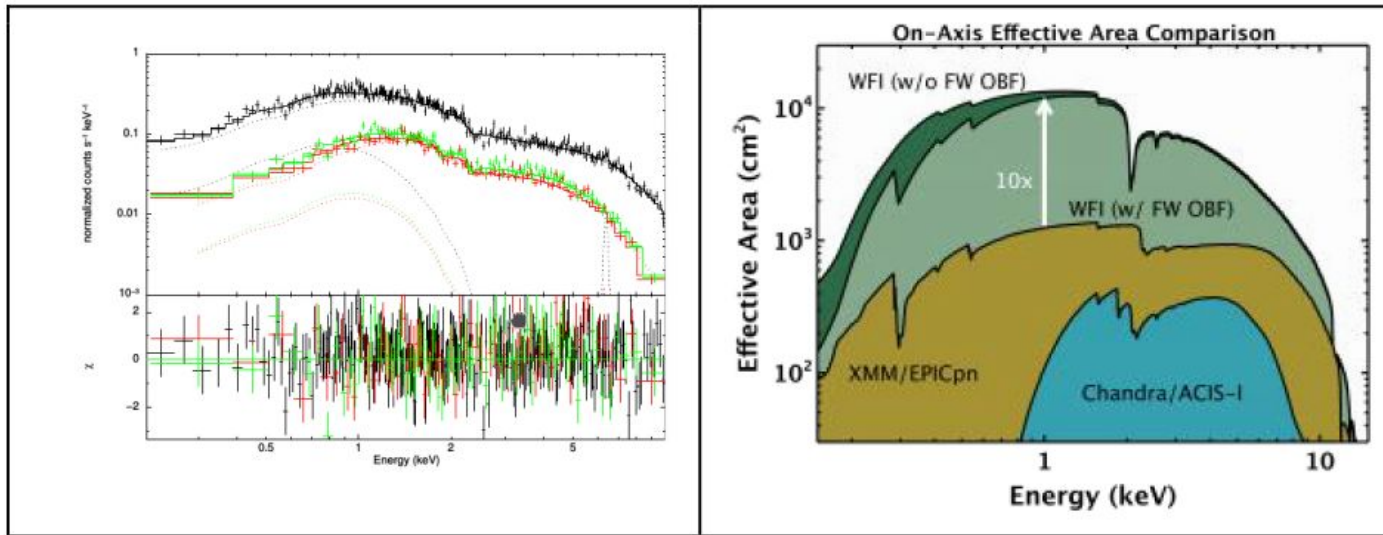 1
0.1
0.01
10⁻³
normalized counts s⁻¹ keV⁻¹
2
0
−2
χ
0.5
1
2
5
Energy (keV)
On-Axis Effective Area Comparison
WFI (w/o FW OBF)
10x
WFI (w/ FW OBF)
XMM/EPICpn
Chandra/ACIS-I
10⁴
10³
10²
Effective Area (cm²)
1
10
Energy (keV)